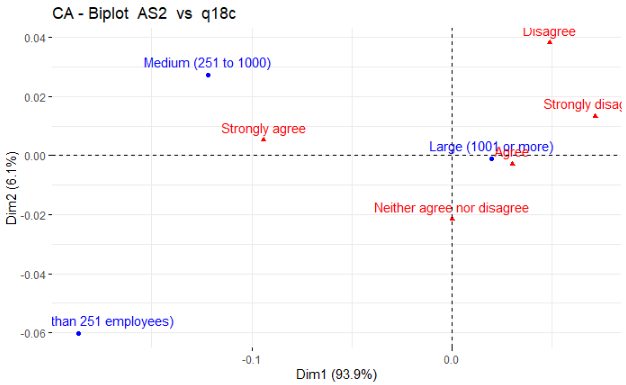 CA - Biplot AS2 vs q18c
Disagree
0.04
Medium (251 to 1000)
Strongly disag
0.02
Strongly agree
Large (1001 or more)
Agree
0.00
Neither agree nor disagree
-0.02
-0.04
than 251 employees)
-0.06
-0.1
0.0
Dim1 (93.9%)
Dim2 (6.1%)